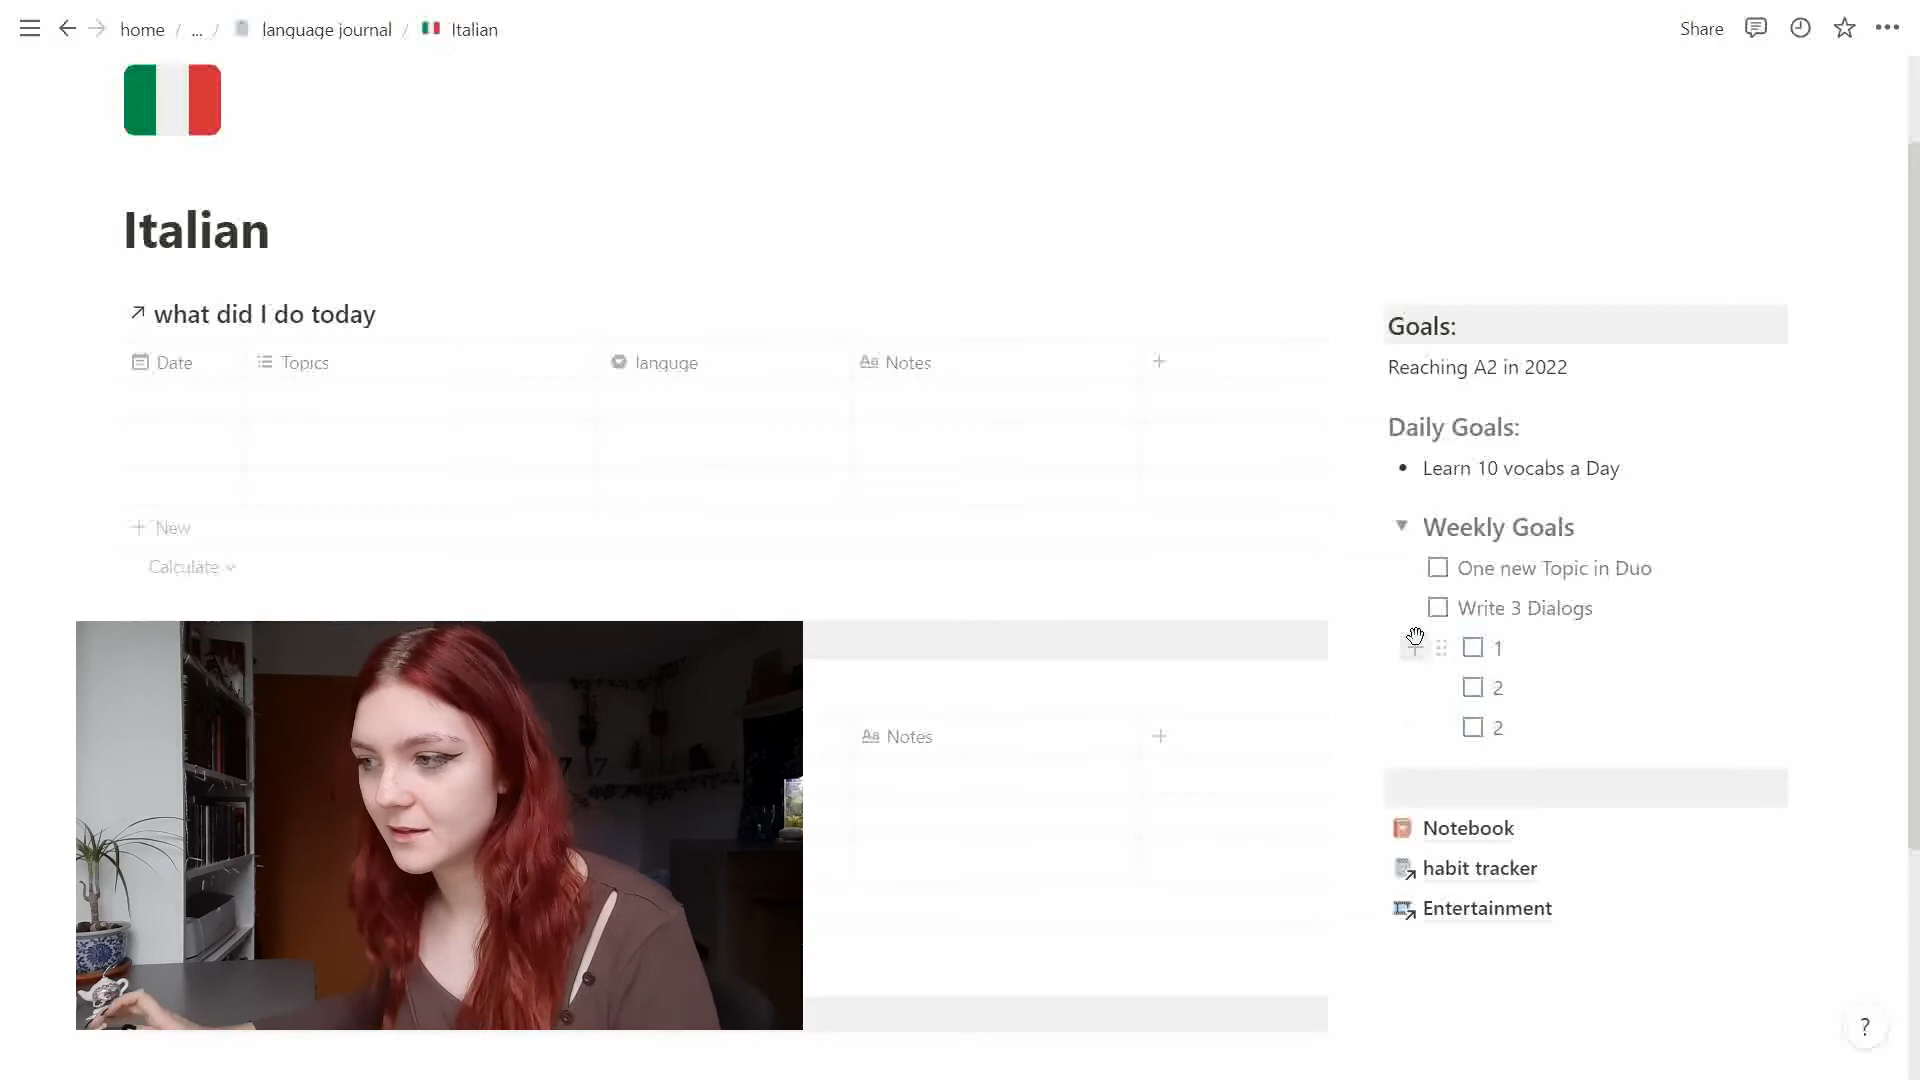 home / ... / language journal / Italian
Share
Italian
what did I do today
Date Topics languge Aa Notes +
+ New
Calculate
Aa Notes +
Goals:
Reaching A2 in 2022
Daily Goals:
• Learn 10 vocabs a Day
Weekly Goals
One new Topic in Duo
Write 3 Dialogs
1
2
2
Notebook
habit tracker
Entertainment
?